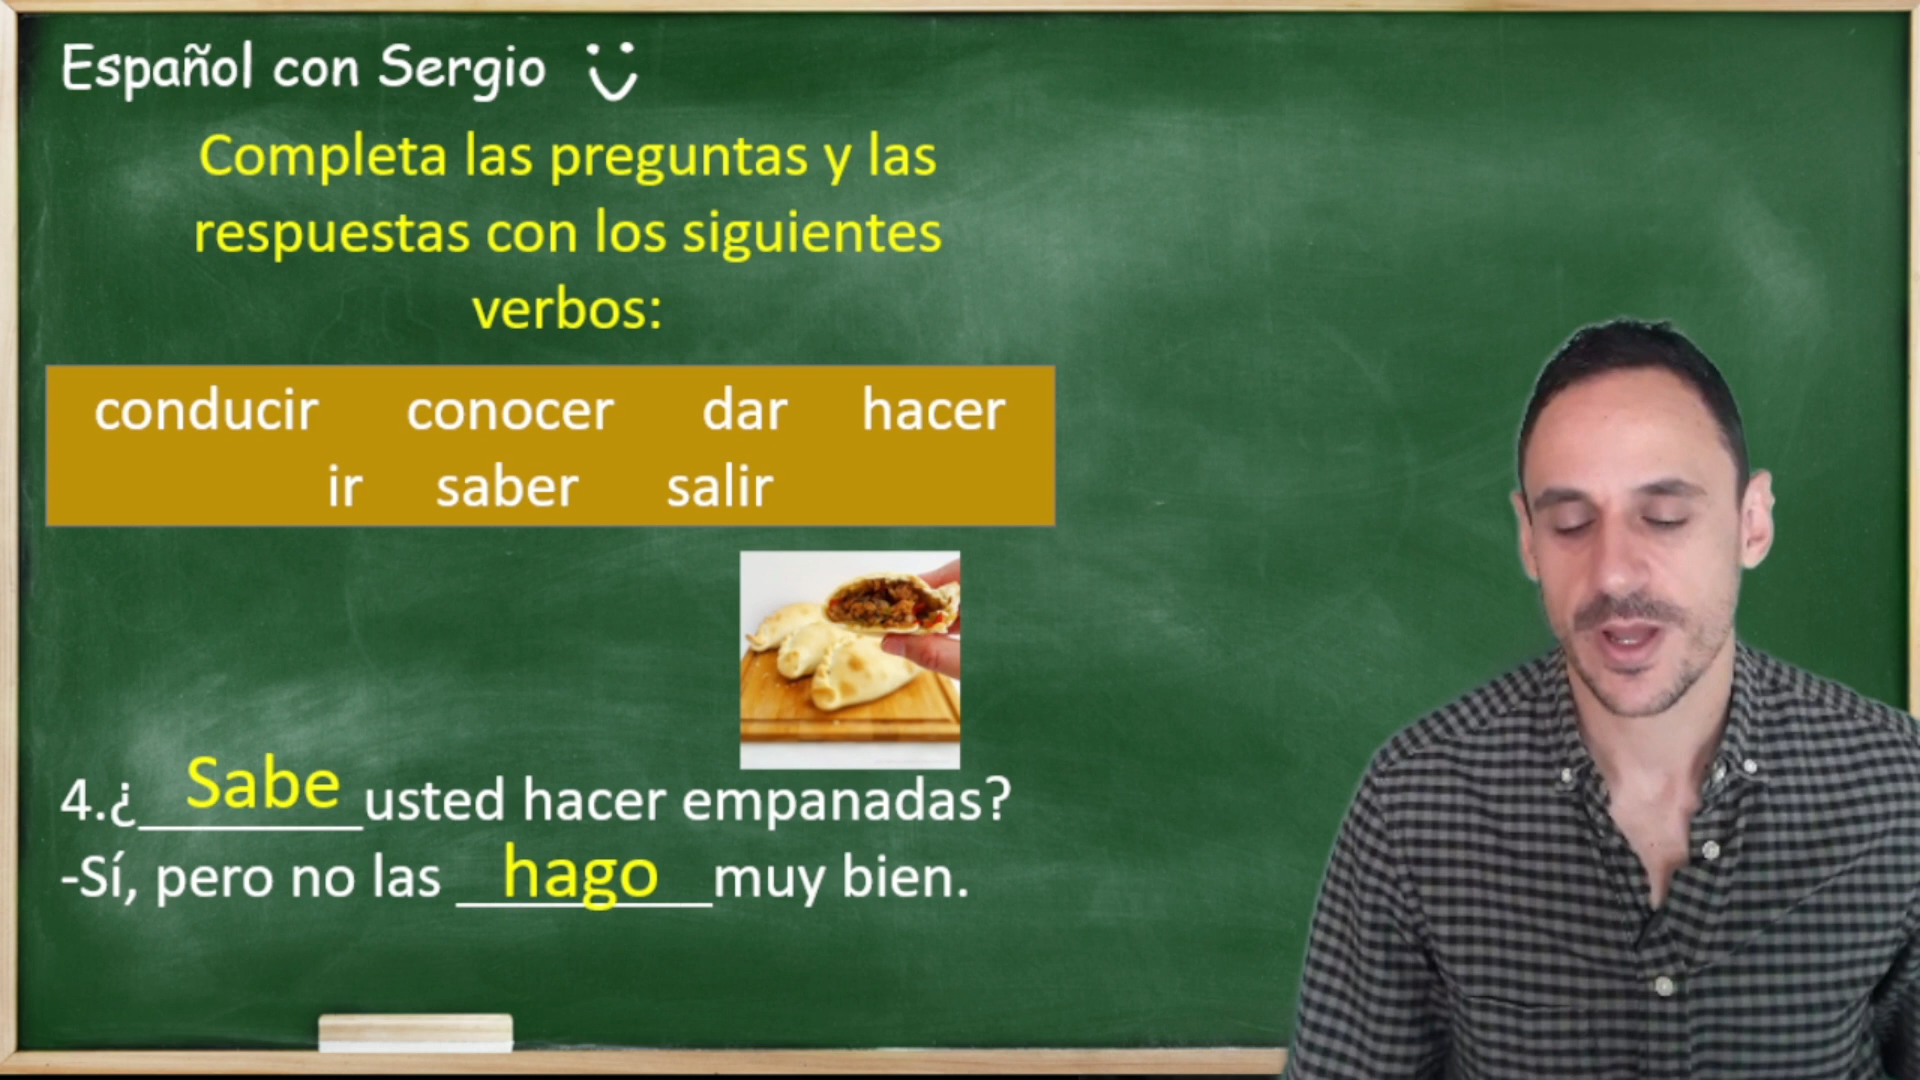 Español con Sergio
Completa las preguntas y las
respuestas con los siguientes
verbos:
conducir conocer dar hacer
ir saber salir
4.¿ Sabe usted hacer empanadas?
-Sí, pero no las hago muy bien.